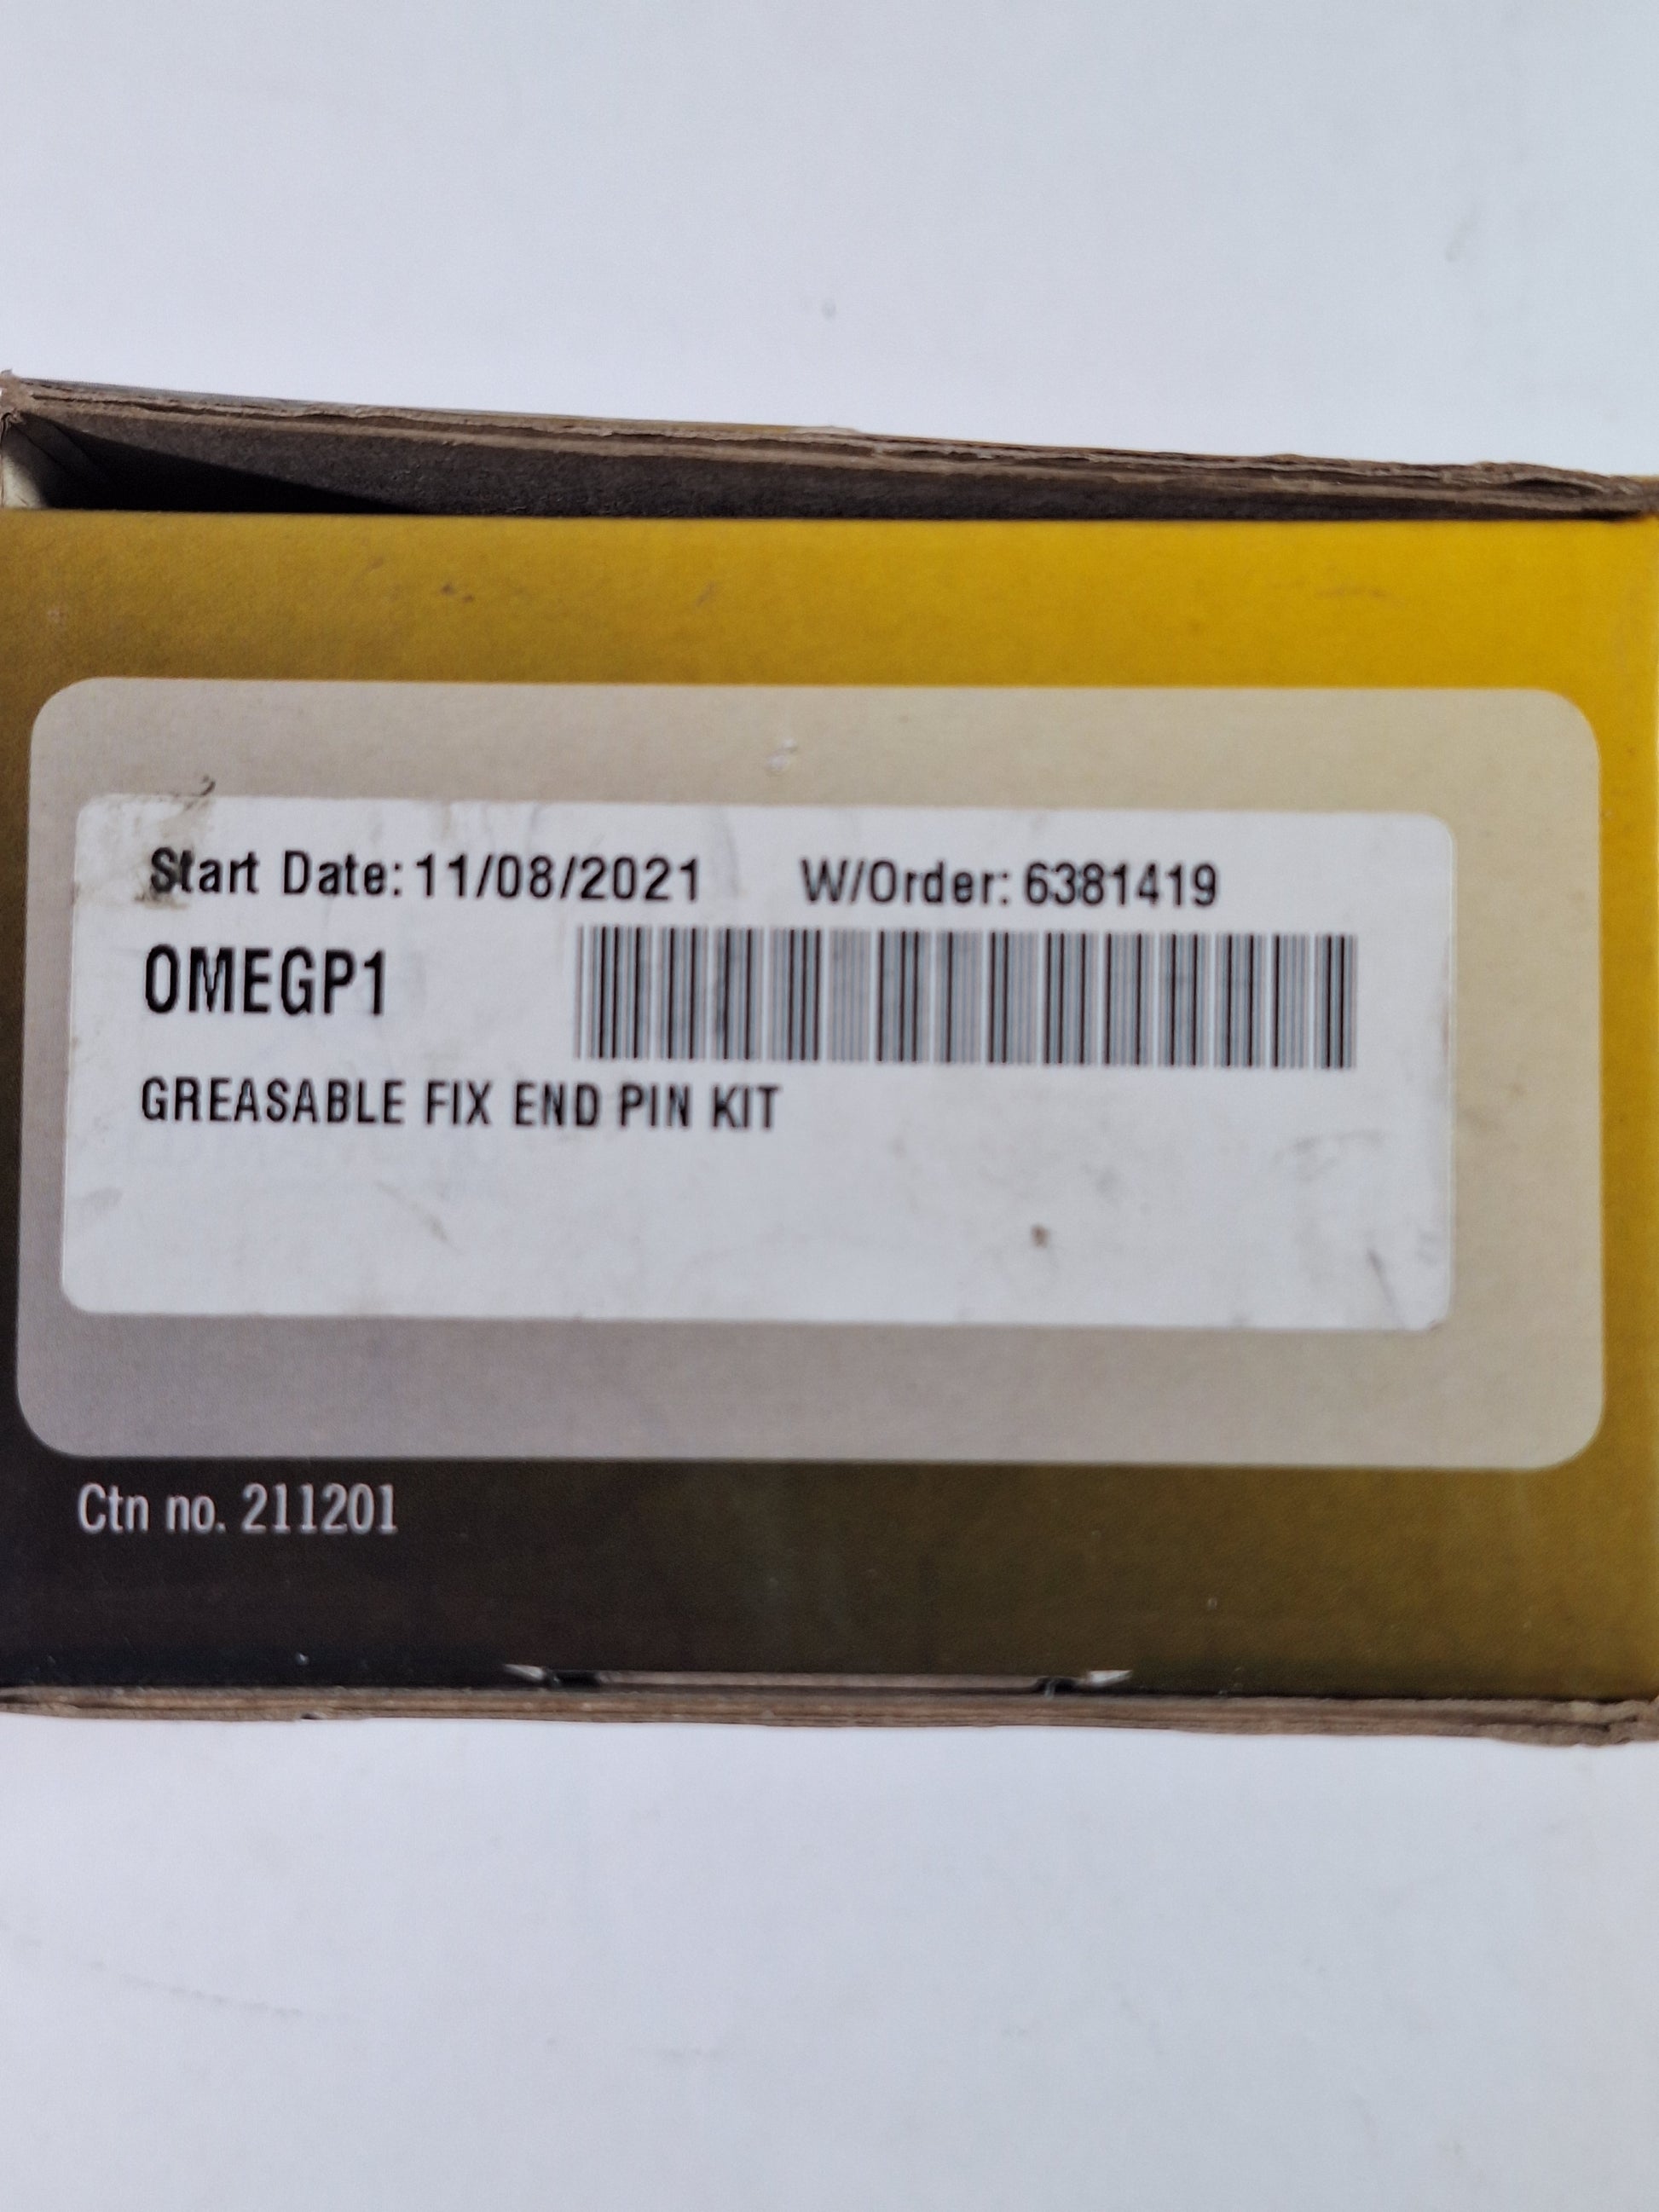 Start Date: 11/08/2021 W/Order: 6381419
OMEGP1
GREASABLE FIX END PIN KIT
Ctn no. 211201